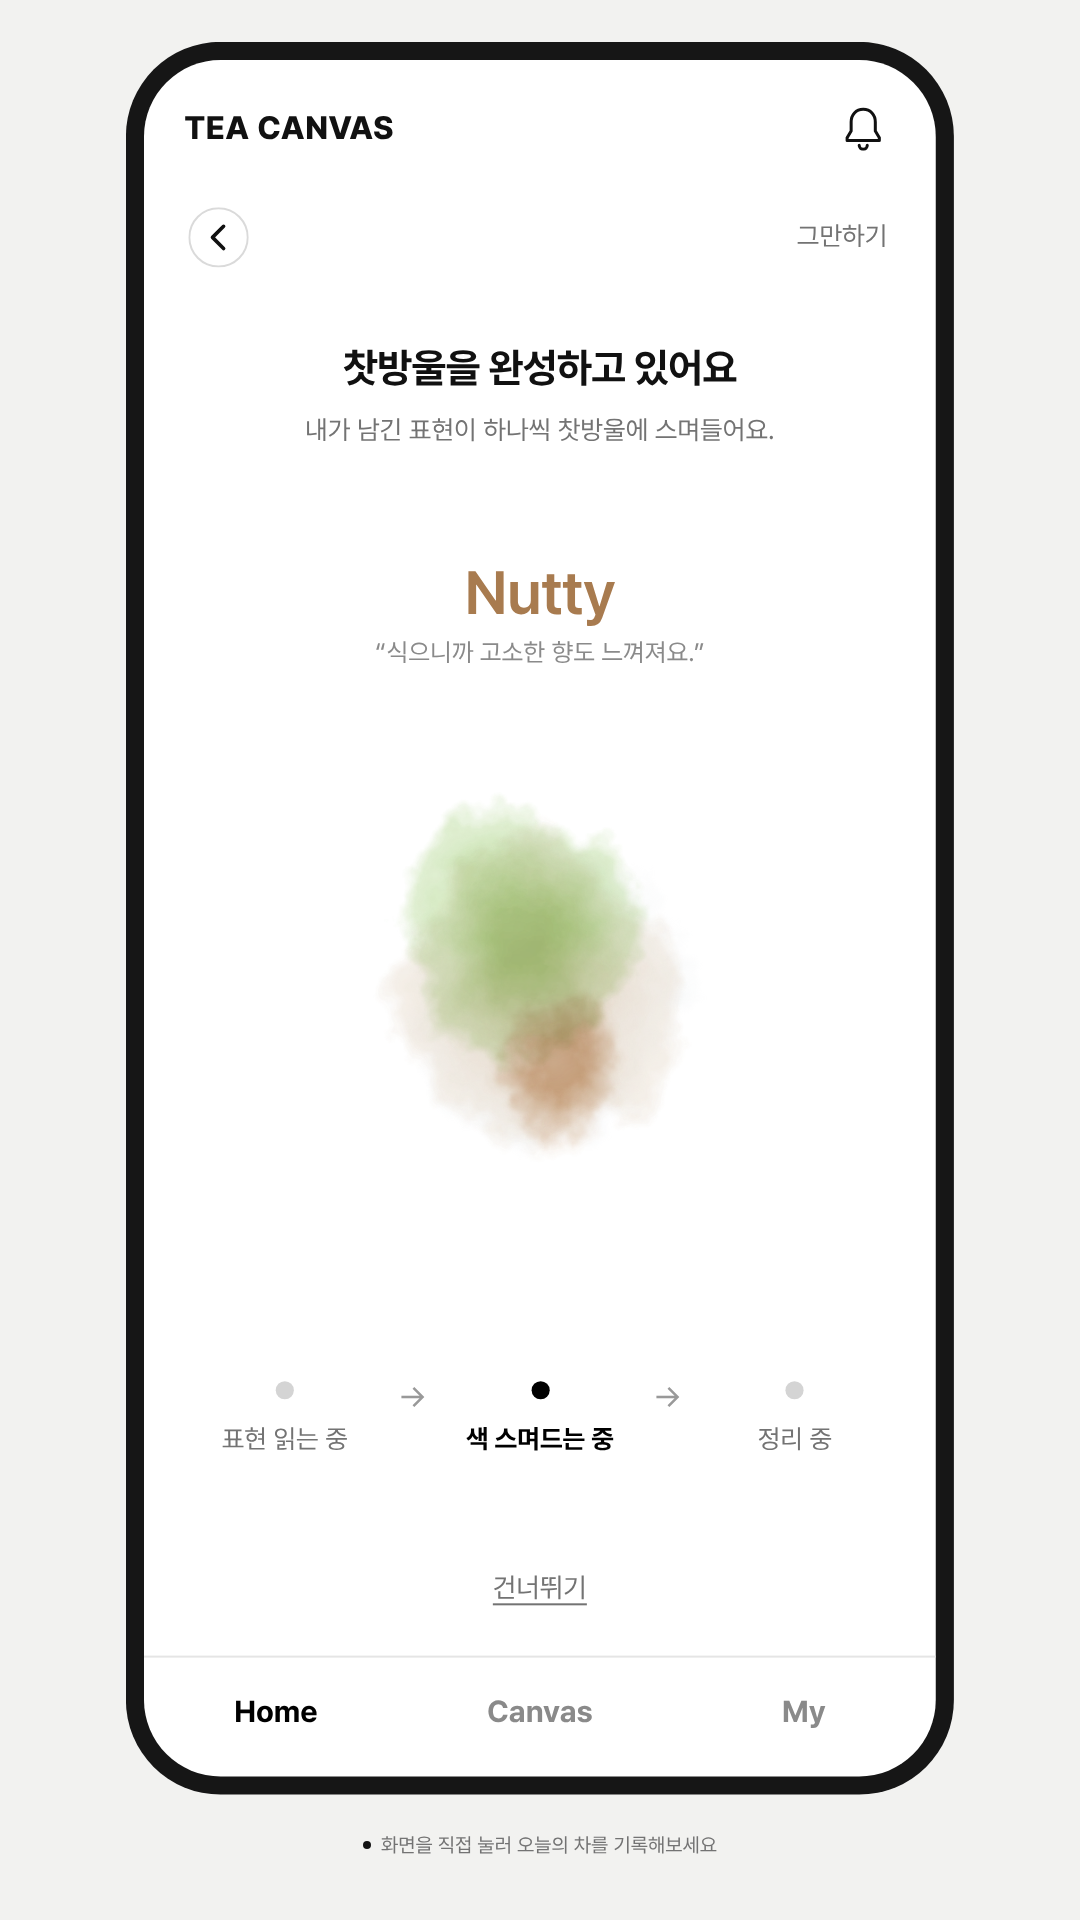 TEA CANVAS
그만하기
찻방울을 완성하고 있어요
내가 남긴 표현이 하나씩 찻방울에 스며들어요.
Nutty
“식으니까 고소한 향도 느껴져요.”
→ →
표현 읽는 중 색 스며드는 중 정리 중
건너뛰기
Home Canvas My
• 화면을 직접 눌러 오늘의 차를 기록해보세요